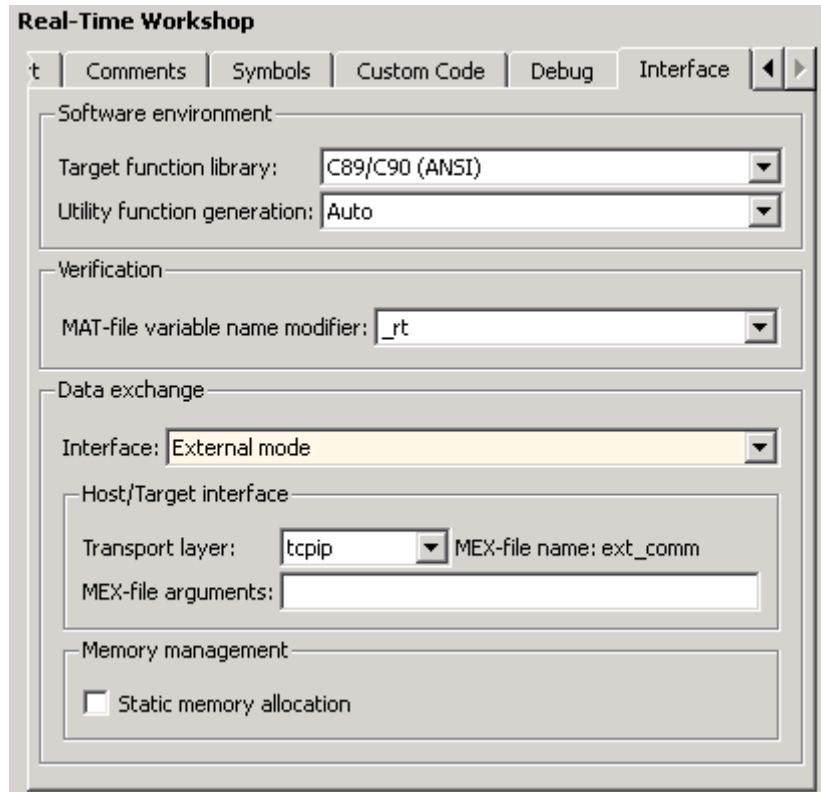 Real-Time Workshop
t Comments Symbols Custom Code Debug Interface
Software environment
Target function library: C89/C90 (ANSI)
Utility function generation: Auto
Verification
MAT-file variable name modifier: _rt
Data exchange
Interface: External mode
Host/Target interface
Transport layer: tcpip MEX-file name: ext_comm
MEX-file arguments:
Memory management
Static memory allocation